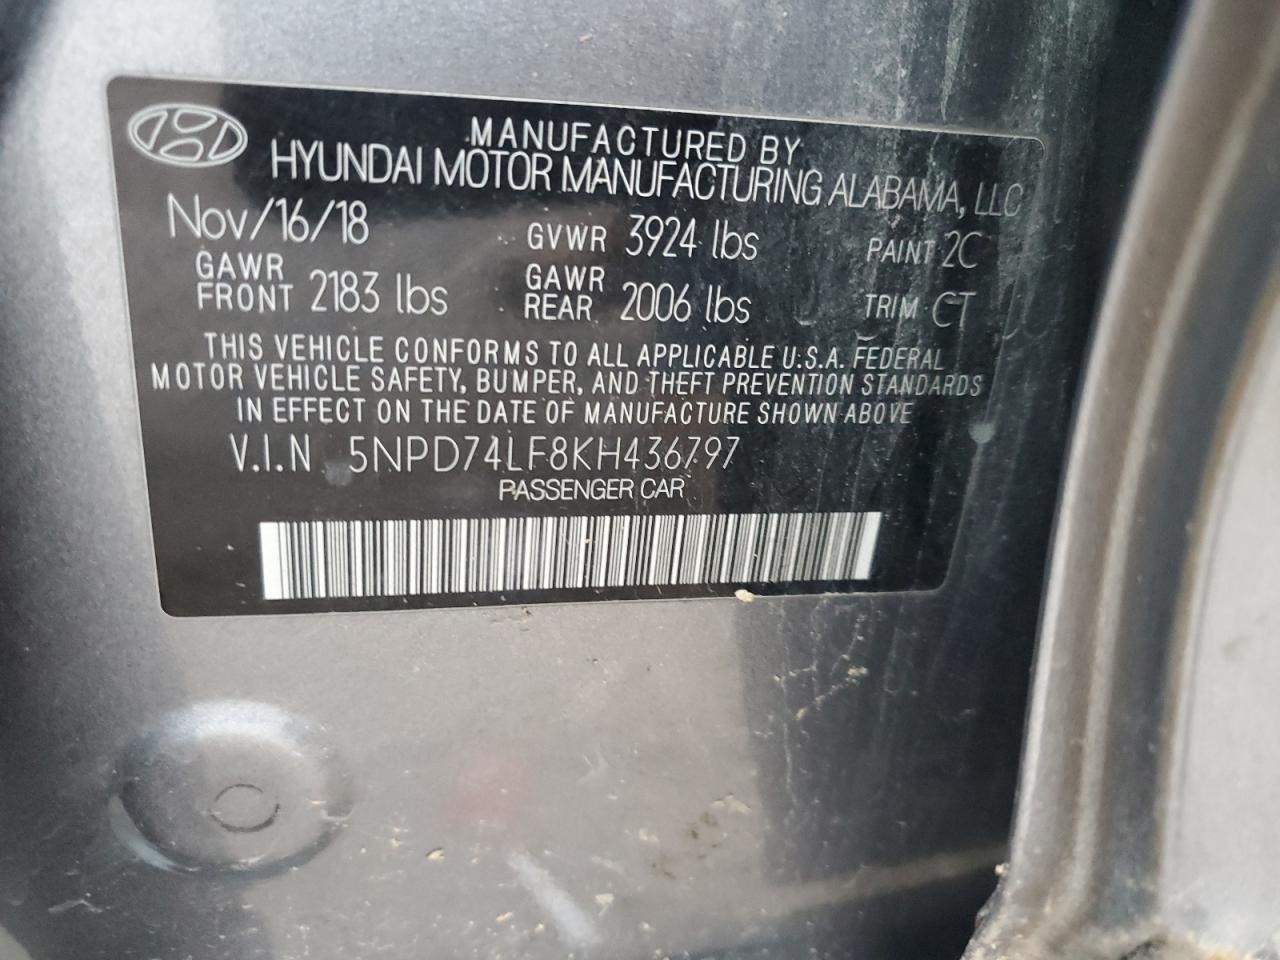 MANUFACTURED BY
HYUNDAI MOTOR MANUFACTURING ALABAMA, LLC
Nov/16/18 GVWR 3924 lbs PAINT 2C
GAWR FRONT 2183 lbs GAWR REAR 2006 lbs TRIM CT
THIS VEHICLE CONFORMS TO ALL APPLICABLE U.S.A. FEDERAL
MOTOR VEHICLE SAFETY, BUMPER, AND THEFT PREVENTION STANDARDS
IN EFFECT ON THE DATE OF MANUFACTURE SHOWN ABOVE
V.I.N 5NPD74LF8KH436797
PASSENGER CAR